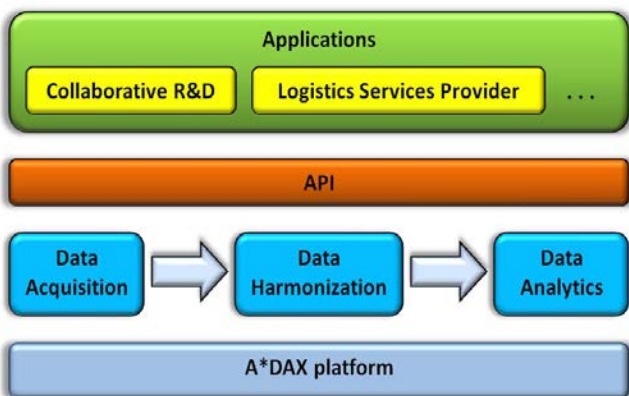 Applications
Collaborative R&D
Logistics Services Provider
...
API
Data
Acquisition
Data
Harmonization
Data
Analytics
A*DAX platform